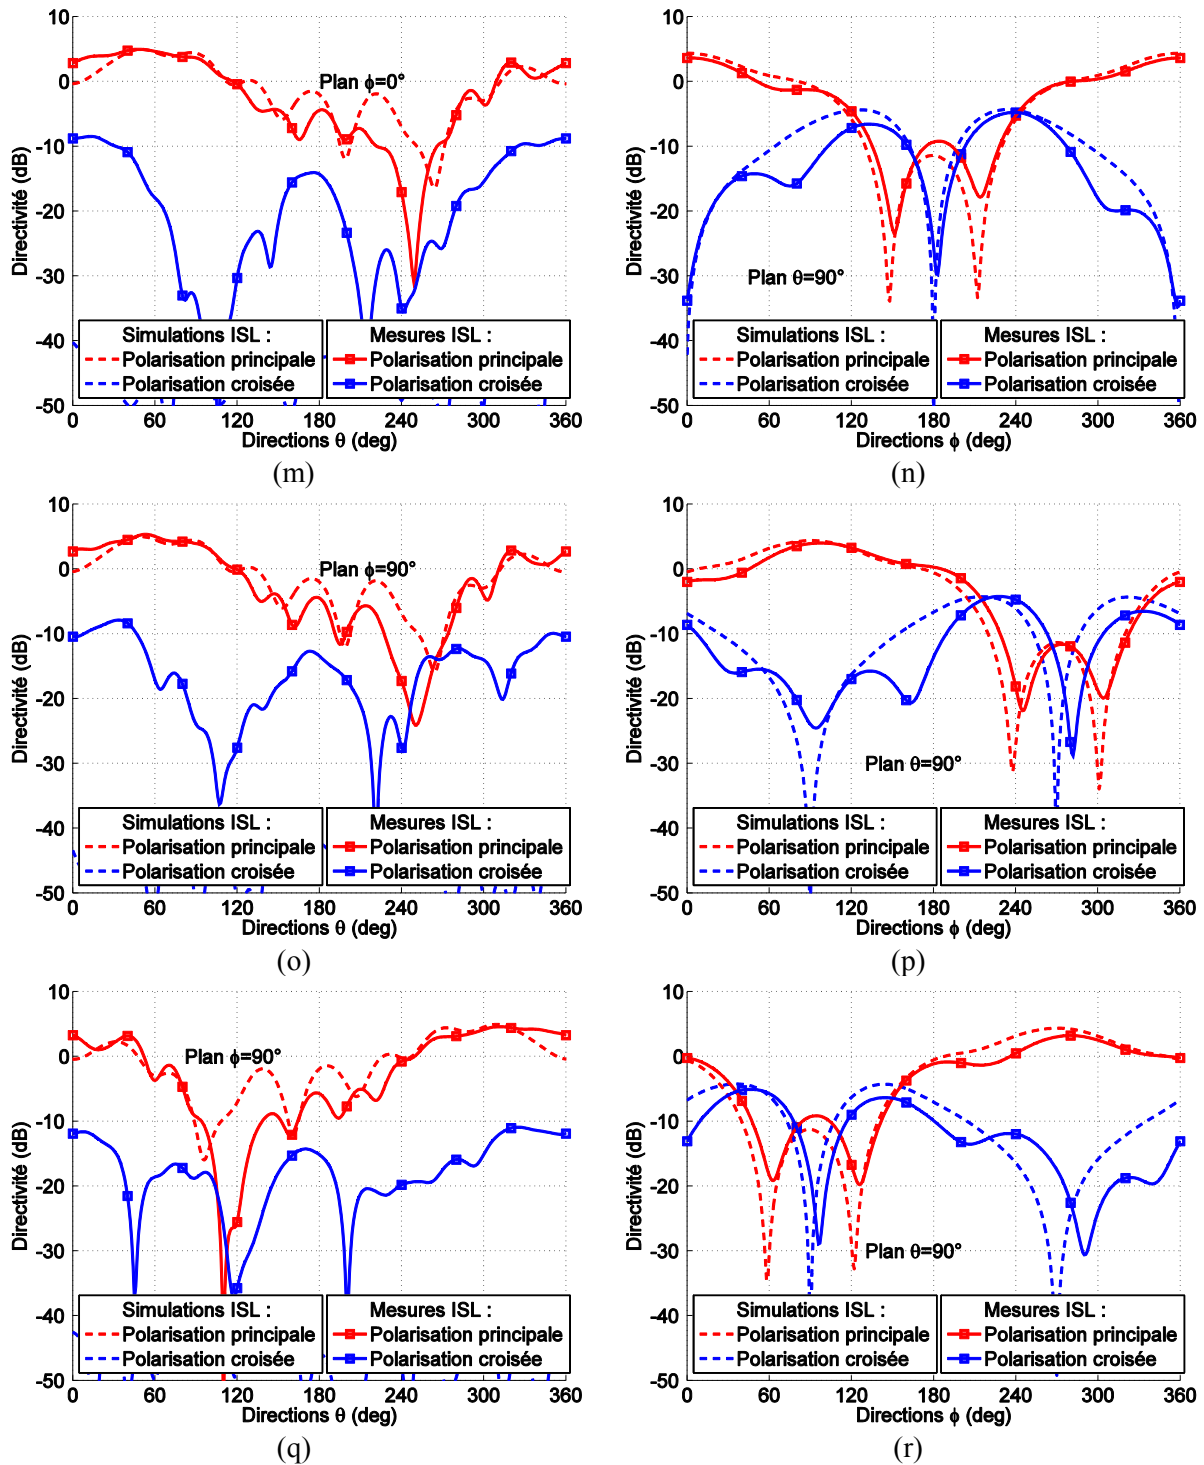 10
0
-10
-20
-30
-40
-50
0 60 120 180 240 300 360
Directivité (dB)
Directions θ (deg)
Plan ϕ=0°
Simulations ISL :
Polarisation principale
Polarisation croisée
Mesures ISL :
Polarisation principale
Polarisation croisée
(m)
10
0
-10
-20
-30
-40
-50
0 60 120 180 240 300 360
Directivité (dB)
Directions ϕ (deg)
Plan θ=90°
Simulations ISL :
Polarisation principale
Polarisation croisée
Mesures ISL :
Polarisation principale
Polarisation croisée
(n)
10
0
-10
-20
-30
-40
-50
0 60 120 180 240 300 360
Directivité (dB)
Directions θ (deg)
Plan ϕ=90°
Simulations ISL :
Polarisation principale
Polarisation croisée
Mesures ISL :
Polarisation principale
Polarisation croisée
(o)
10
0
-10
-20
-30
-40
-50
0 60 120 180 240 300 360
Directivité (dB)
Directions ϕ (deg)
Plan θ=90°
Simulations ISL :
Polarisation principale
Polarisation croisée
Mesures ISL :
Polarisation principale
Polarisation croisée
(p)
10
0
-10
-20
-30
-40
-50
0 60 120 180 240 300 360
Directivité (dB)
Directions θ (deg)
Plan ϕ=90°
Simulations ISL :
Polarisation principale
Polarisation croisée
Mesures ISL :
Polarisation principale
Polarisation croisée
(q)
10
0
-10
-20
-30
-40
-50
0 60 120 180 240 300 360
Directivité (dB)
Directions ϕ (deg)
Plan θ=90°
Simulations ISL :
Polarisation principale
Polarisation croisée
Mesures ISL :
Polarisation principale
Polarisation croisée
(r)